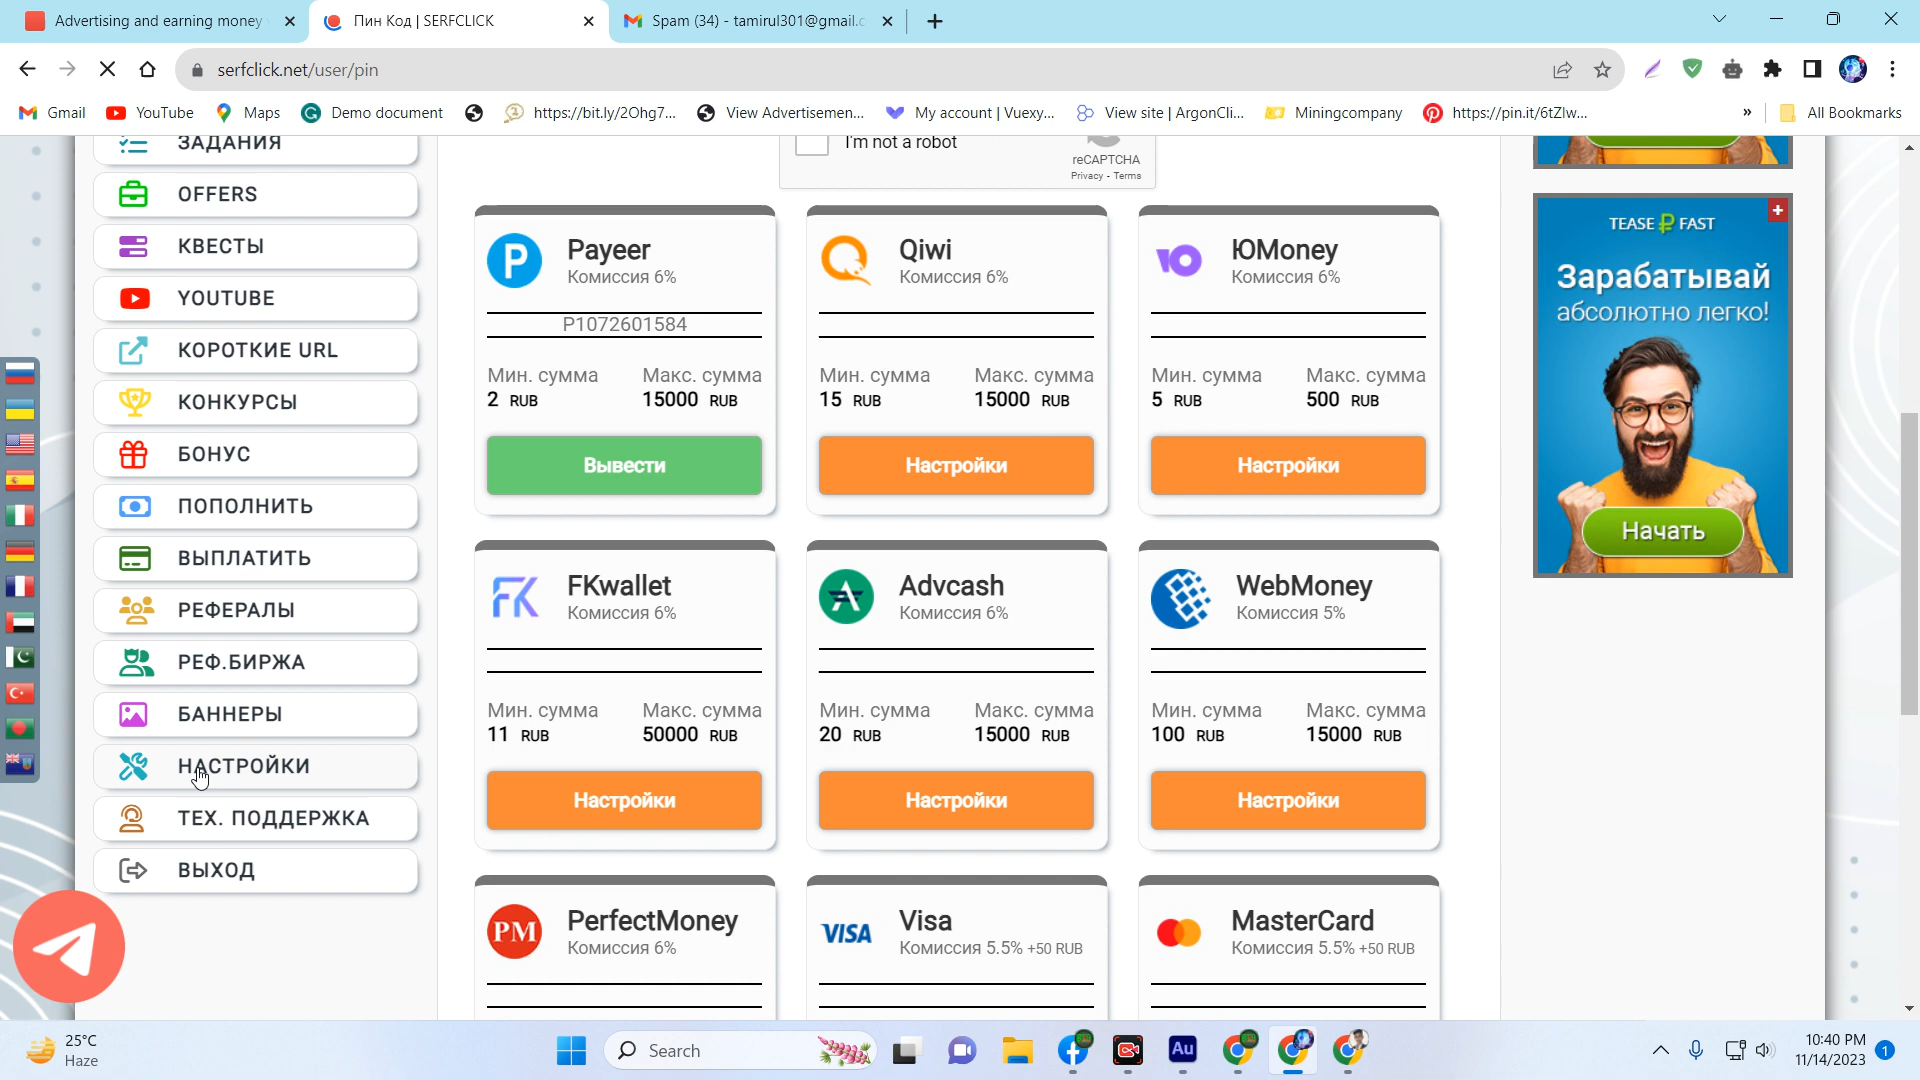 Advertising and earning money
Пин Код | SERFCLICK
Spam (34) - tamirul301@gmail.c
serfclick.net/user/pin
Gmail
YouTube
Maps
Demo document
https://bit.ly/2Ohg7...
View Advertisemen...
My account | Vuexy...
View site | ArgonCli...
Miningcompany
https://pin.it/6tZlw...
»
All Bookmarks
ЗАДАНИЯ
OFFERS
КВЕСТЫ
YOUTUBE
КОРОТКИЕ URL
КОНКУРСЫ
БОНУС
ПОПОЛНИТЬ
ВЫПЛАТИТЬ
РЕФЕРАЛЫ
РЕФ.БИРЖА
БАННЕРЫ
НАСТРОЙКИ
ТЕХ. ПОДДЕРЖКА
ВЫХОД
I'm not a robot
reCAPTCHA
Privacy - Terms
P
Payeer
Комиссия 6%
P1072601584
Мин. сумма Макс. сумма
2 RUB 15000 RUB
Вывести
Qiwi
Комиссия 6%
Мин. сумма Макс. сумма
15 RUB 15000 RUB
Настройки
ЮMoney
Комиссия 6%
Мин. сумма Макс. сумма
5 RUB 500 RUB
Настройки
FK
FKwallet
Комиссия 6%
Мин. сумма Макс. сумма
11 RUB 50000 RUB
Настройки
Advcash
Комиссия 6%
Мин. сумма Макс. сумма
20 RUB 15000 RUB
Настройки
WebMoney
Комиссия 5%
Мин. сумма Макс. сумма
100 RUB 15000 RUB
Настройки
PM
PerfectMoney
Комиссия 6%
VISA
Visa
Комиссия 5.5% +50 RUB
MasterCard
Комиссия 5.5% +50 RUB
TEASE ₽ FAST
Зарабатывай
абсолютно легко!
Начать
25°C
Haze
Search
Au
10:40 PM
11/14/2023
1